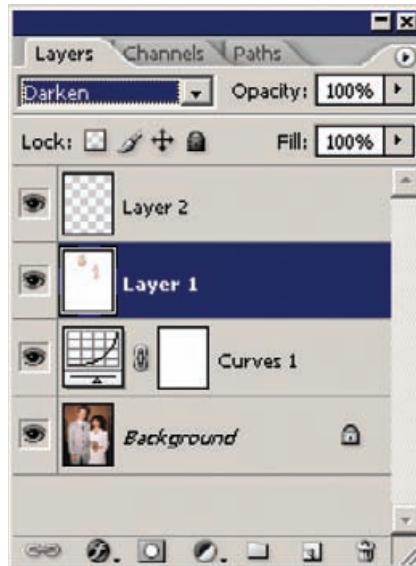 Layers Channels Paths
Darken Opacity: 100%
Lock: Fill: 100%
Layer 2
Layer 1
Curves 1
Background